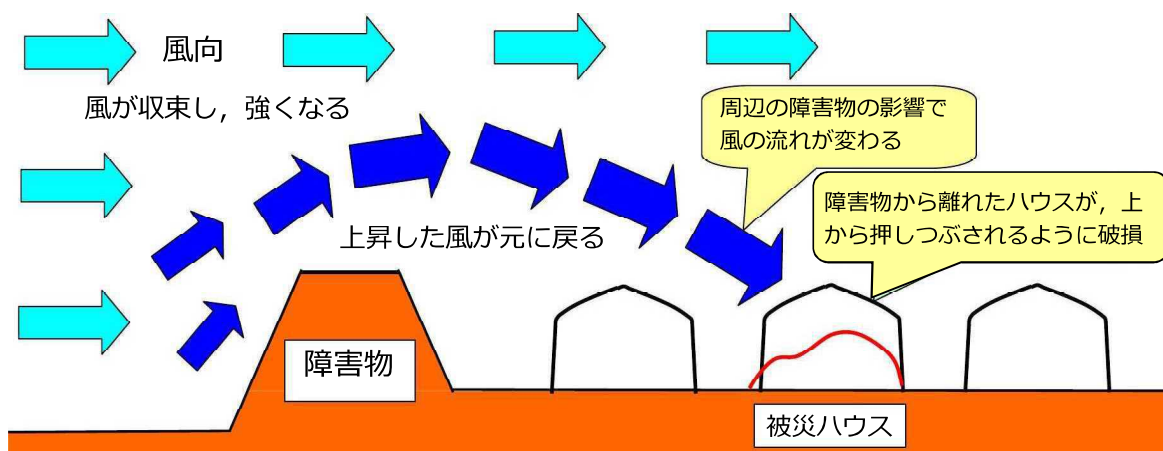 風向
風が収束し，強くなる
周辺の障害物の影響で
風の流れが変わる
障害物から離れたハウスが，上
から押しつぶされるように破損
上昇した風が元に戻る
障害物
被災ハウス